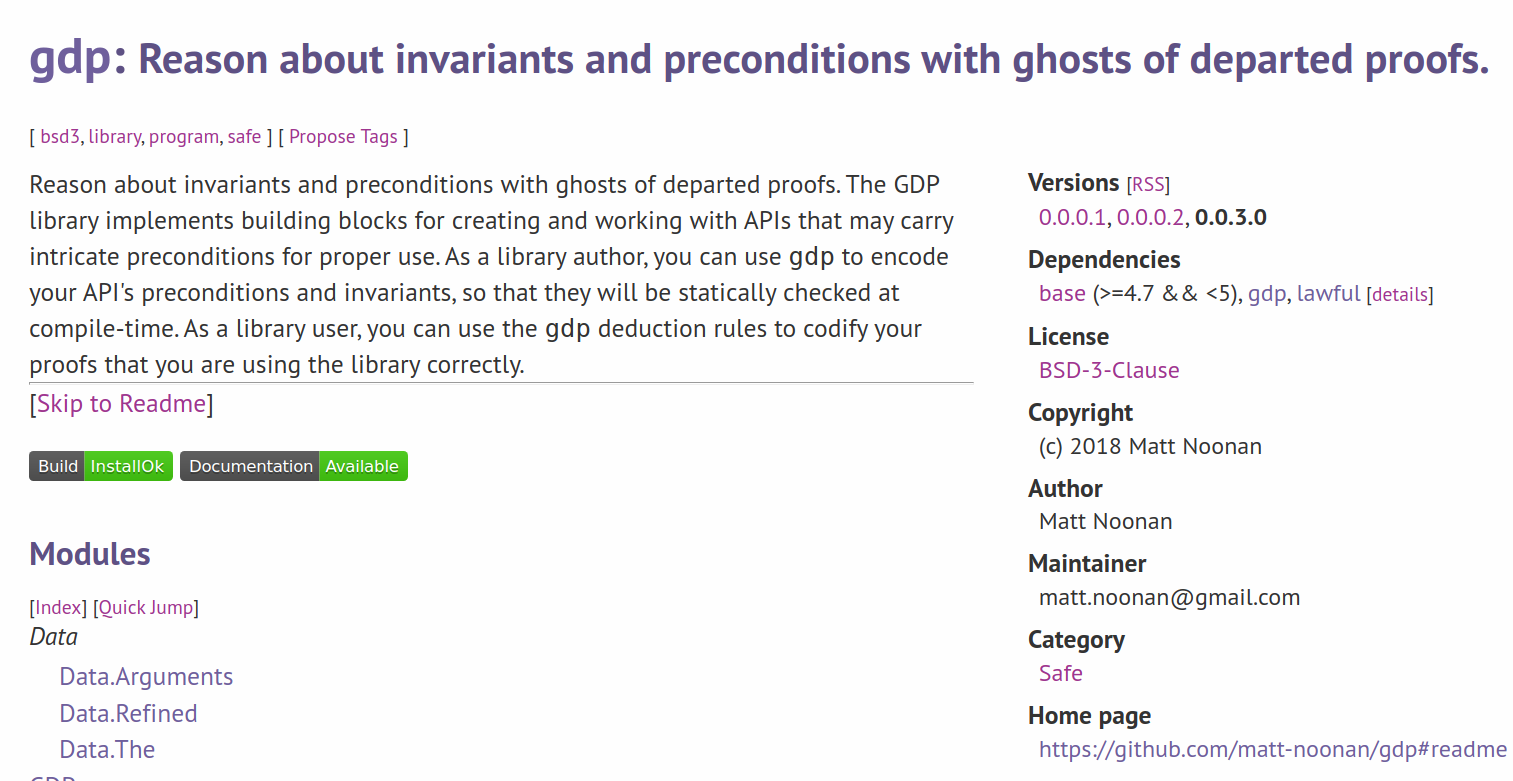 gdp: Reason about invariants and preconditions with ghosts of departed proofs.
[ bsd3, library, program, safe ] [ Propose Tags ]
Reason about invariants and preconditions with ghosts of departed proofs. The GDP
library implements building blocks for creating and working with APIs that may carry
intricate preconditions for proper use. As a library author, you can use gdp to encode
your API's preconditions and invariants, so that they will be statically checked at
compile-time. As a library user, you can use the gdp deduction rules to codify your
proofs that you are using the library correctly.
[Skip to Readme]
Build InstallOk Documentation Available
Modules
[Index] [Quick Jump]
Data
Data.Arguments
Data.Refined
Data.The
GDP
Versions [RSS]
0.0.0.1, 0.0.0.2, 0.0.3.0
Dependencies
base (>=4.7 && <5), gdp, lawful [details]
License
BSD-3-Clause
Copyright
(c) 2018 Matt Noonan
Author
Matt Noonan
Maintainer
matt.noonan@gmail.com
Category
Safe
Home page
https://github.com/matt-noonan/gdp#readme